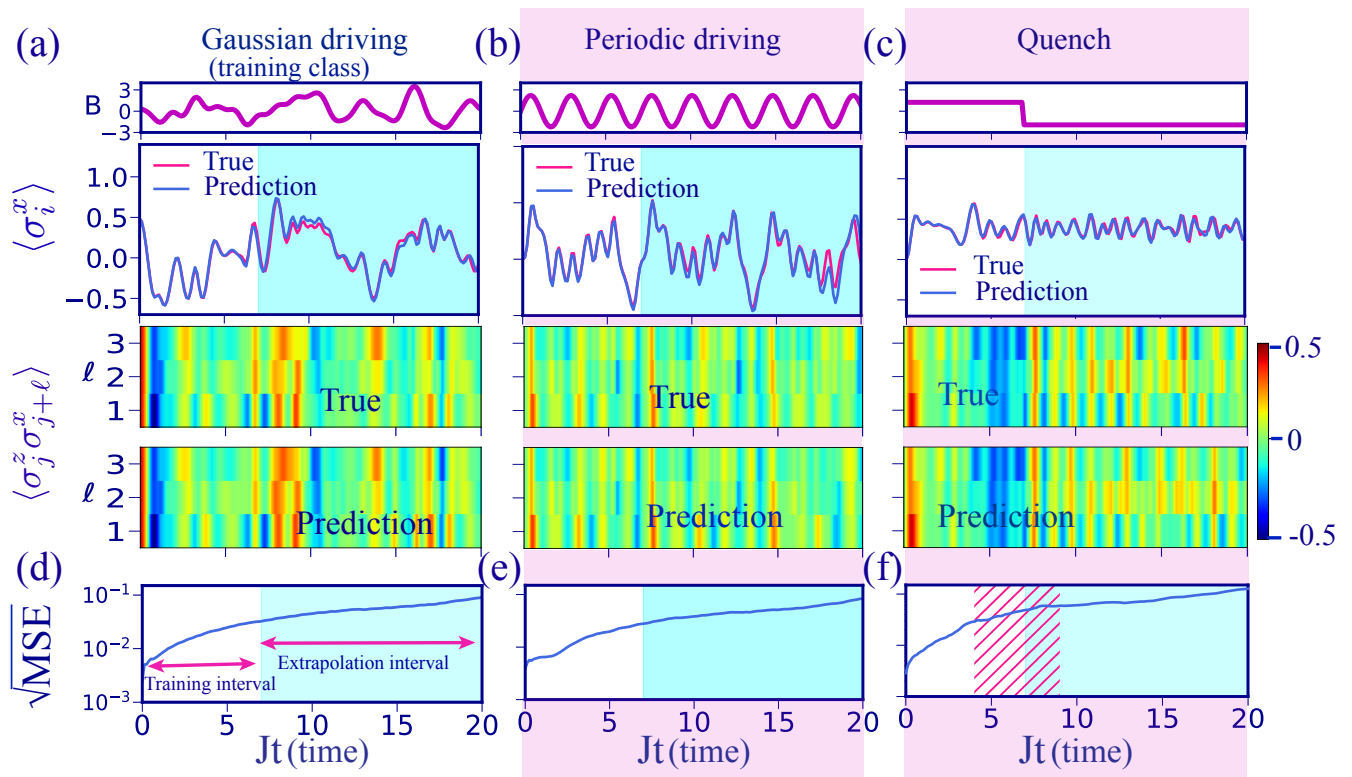 (a) Gaussian driving (b) Periodic driving (c) Quench
(training class)
B 3
0
−3
True
Prediction
True
Prediction
True
Prediction
⟨σ_i^x⟩
1.0
0.5
0.0
−0.5
⟨σ_j^z σ_{j+ℓ}^x⟩
3
ℓ 2
1
True
True
True
3
ℓ 2
1
Prediction
Prediction
Prediction
0.5
0
-0.5
(d) (e) (f)
√MSE
10⁻¹
10⁻²
10⁻³
Extrapolation interval
Training interval
0 5 10 15 20
0 5 10 15 20
0 5 10 15 20
Jt (time) Jt (time) Jt (time)